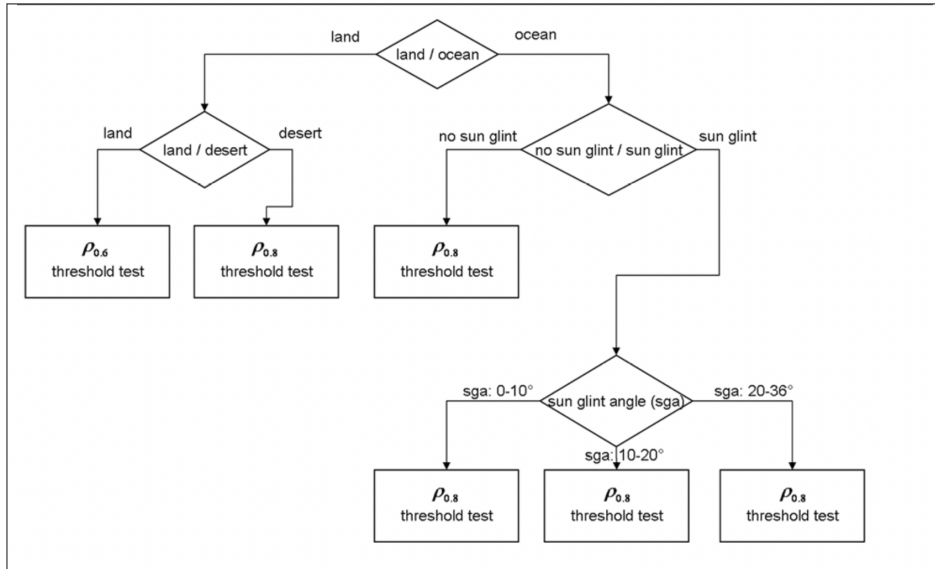 land
ocean
land / ocean
land
desert
land / desert
no sun glint
sun glint
no sun glint / sun glint
ρ0.6
threshold test
ρ0.8
threshold test
ρ0.8
threshold test
sga: 0-10°
sun glint angle (sga)
sga: 20-36°
sga: 10-20°
ρ0.8
threshold test
ρ0.8
threshold test
ρ0.8
threshold test